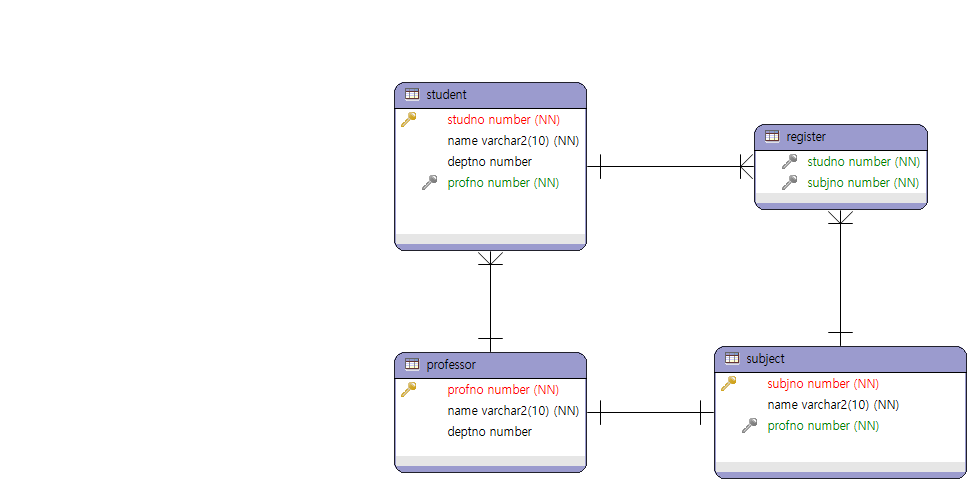 student
studno number (NN)
name varchar2(10) (NN)
deptno number
profno number (NN)
register
studno number (NN)
subjno number (NN)
professor
profno number (NN)
name varchar2(10) (NN)
deptno number
subject
subjno number (NN)
name varchar2(10) (NN)
profno number (NN)